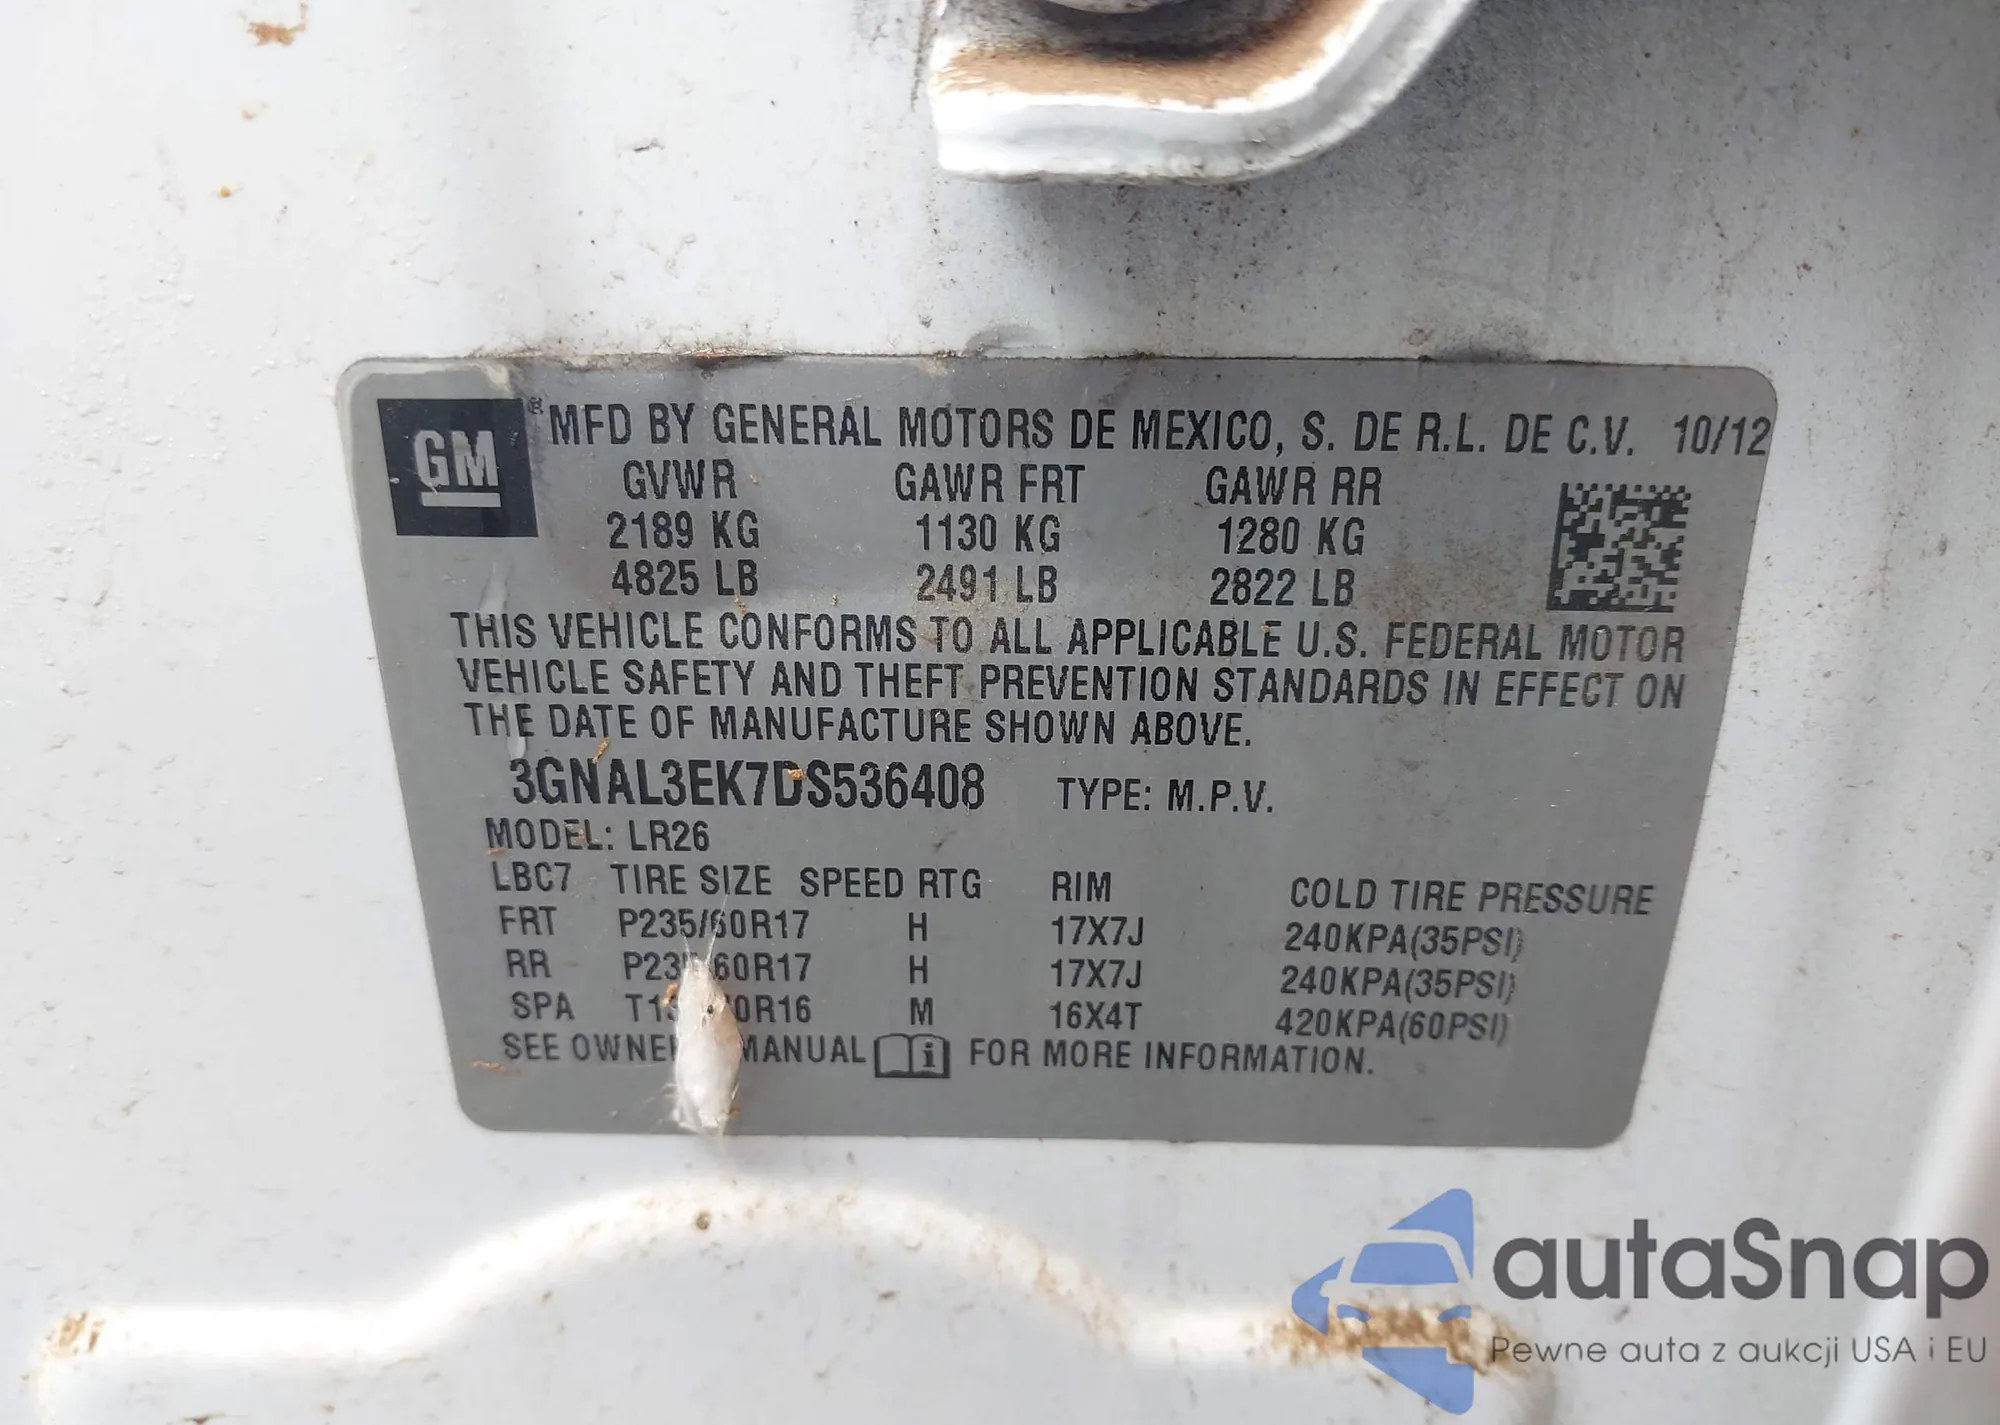 GM ® MFD BY GENERAL MOTORS DE MEXICO, S. DE R.L. DE C.V. 10/12
GVWR GAWR FRT GAWR RR
2189 KG 1130 KG 1280 KG
4825 LB 2491 LB 2822 LB
THIS VEHICLE CONFORMS TO ALL APPLICABLE U.S. FEDERAL MOTOR
VEHICLE SAFETY AND THEFT PREVENTION STANDARDS IN EFFECT ON
THE DATE OF MANUFACTURE SHOWN ABOVE.
3GNAL3EK7DS536408 TYPE: M.P.V.
MODEL: LR26
LBC7 TIRE SIZE SPEED RTG RIM COLD TIRE PRESSURE
FRT P235/60R17 H 17X7J 240KPA(35PSI)
RR 60R17 H 17X7J 240KPA(35PSI)
SPA M 16X4T 420KPA(60PSI)
SEE MANUAL i FOR MORE INFORMATION.
autaSnap
Pewne auta z aukcji USA i EU